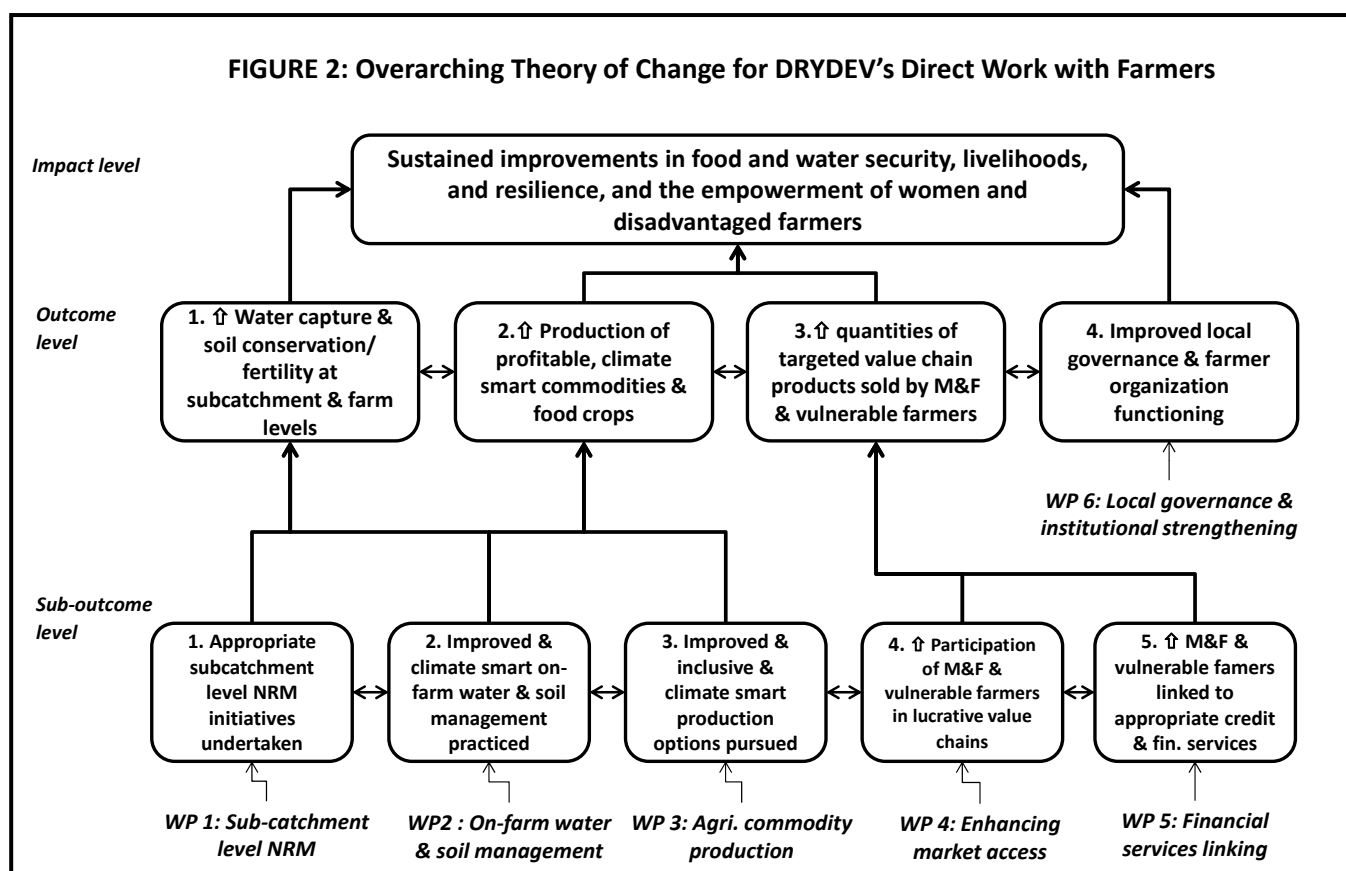 FIGURE 2: Overarching Theory of Change for DRYDEV's Direct Work with Farmers
Impact level
Sustained improvements in food and water security, livelihoods,
and resilience, and the empowerment of women and
disadvantaged farmers
Outcome
level
1. ⇧ Water capture &
soil conservation/
fertility at
subcatchment & farm
levels
2.⇧ Production of
profitable, climate
smart commodities &
food crops
3.⇧ quantities of
targeted value chain
products sold by M&F
& vulnerable farmers
4. Improved local
governance & farmer
organization
functioning
WP 6: Local governance &
institutional strengthening
Sub-outcome
level
1. Appropriate
subcatchment
level NRM
initiatives
undertaken
2. Improved &
climate smart on-
farm water & soil
management
practiced
3. Improved &
inclusive &
climate smart
production
options pursued
4. ⇧ Participation
of M&F &
vulnerable farmers
in lucrative value
chains
5. ⇧ M&F &
vulnerable famers
linked to
appropriate credit
& fin. services
WP 1: Sub-catchment
level NRM
WP2 : On-farm water
& soil management
WP 3: Agri. commodity
production
WP 4: Enhancing
market access
WP 5: Financial
services linking